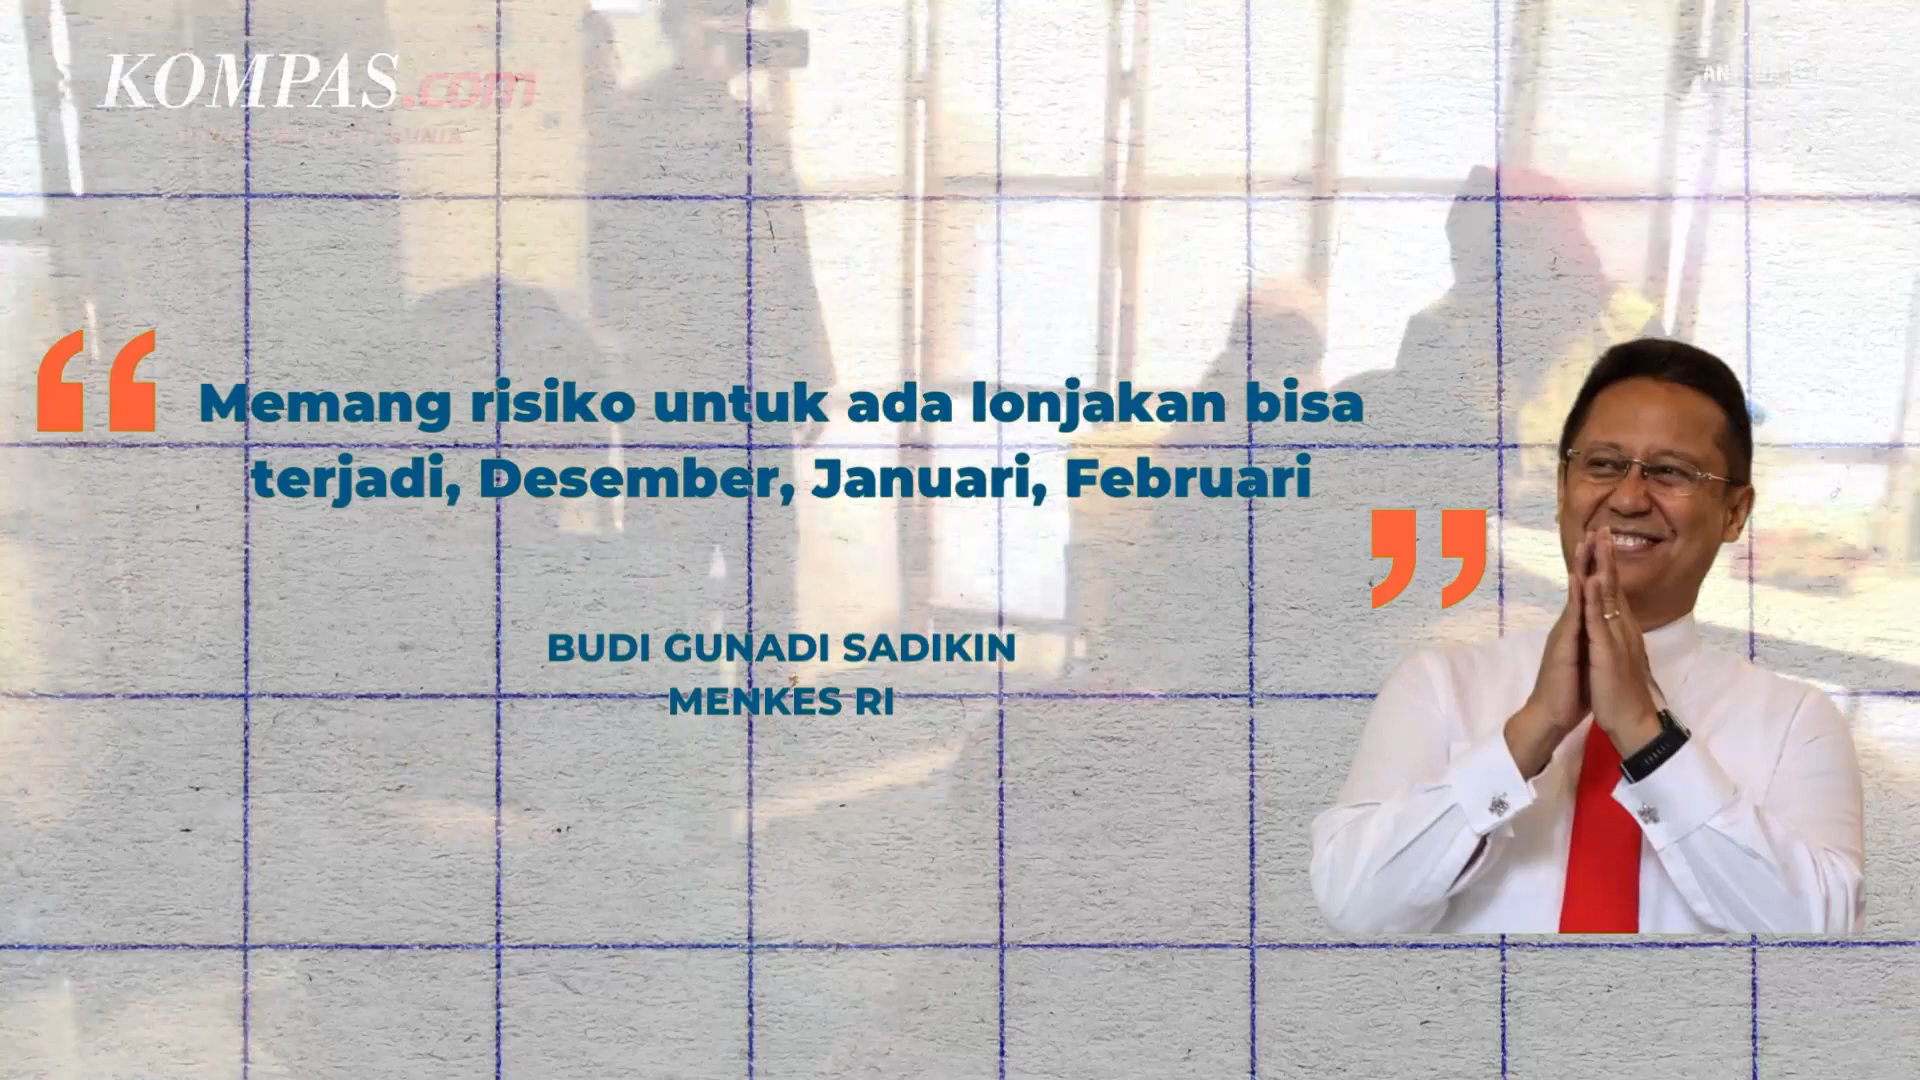 KOMPAS.com
Memang risiko untuk ada lonjakan bisa
terjadi, Desember, Januari, Februari
BUDI GUNADI SADIKIN
MENKES RI